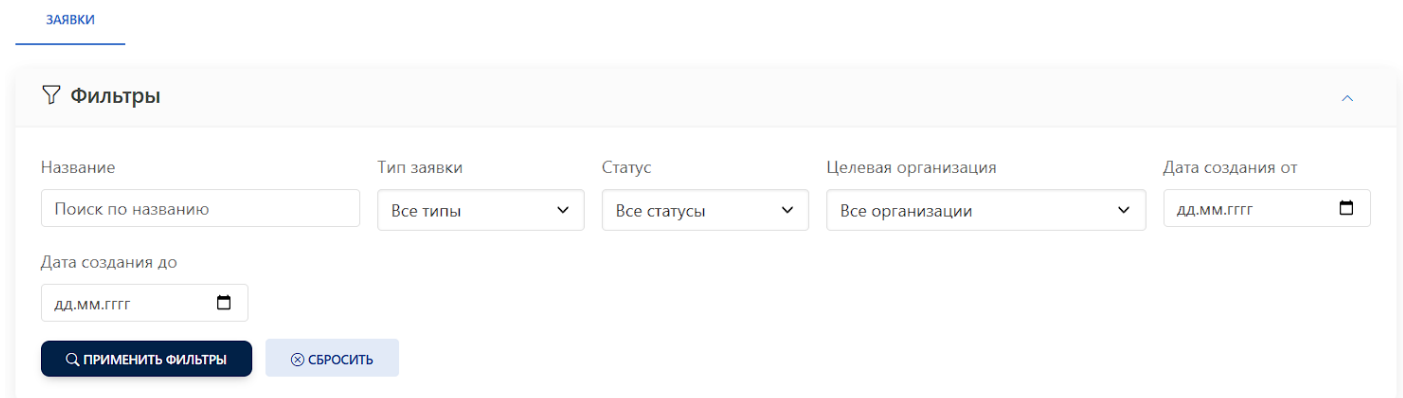 ЗАЯВКИ
Фильтры
Название Тип заявки Статус Целевая организация Дата создания от
Поиск по названию Все типы Все статусы Все организации дд.мм.гггг
Дата создания до
дд.мм.гггг
ПРИМЕНИТЬ ФИЛЬТРЫ СБРОСИТЬ